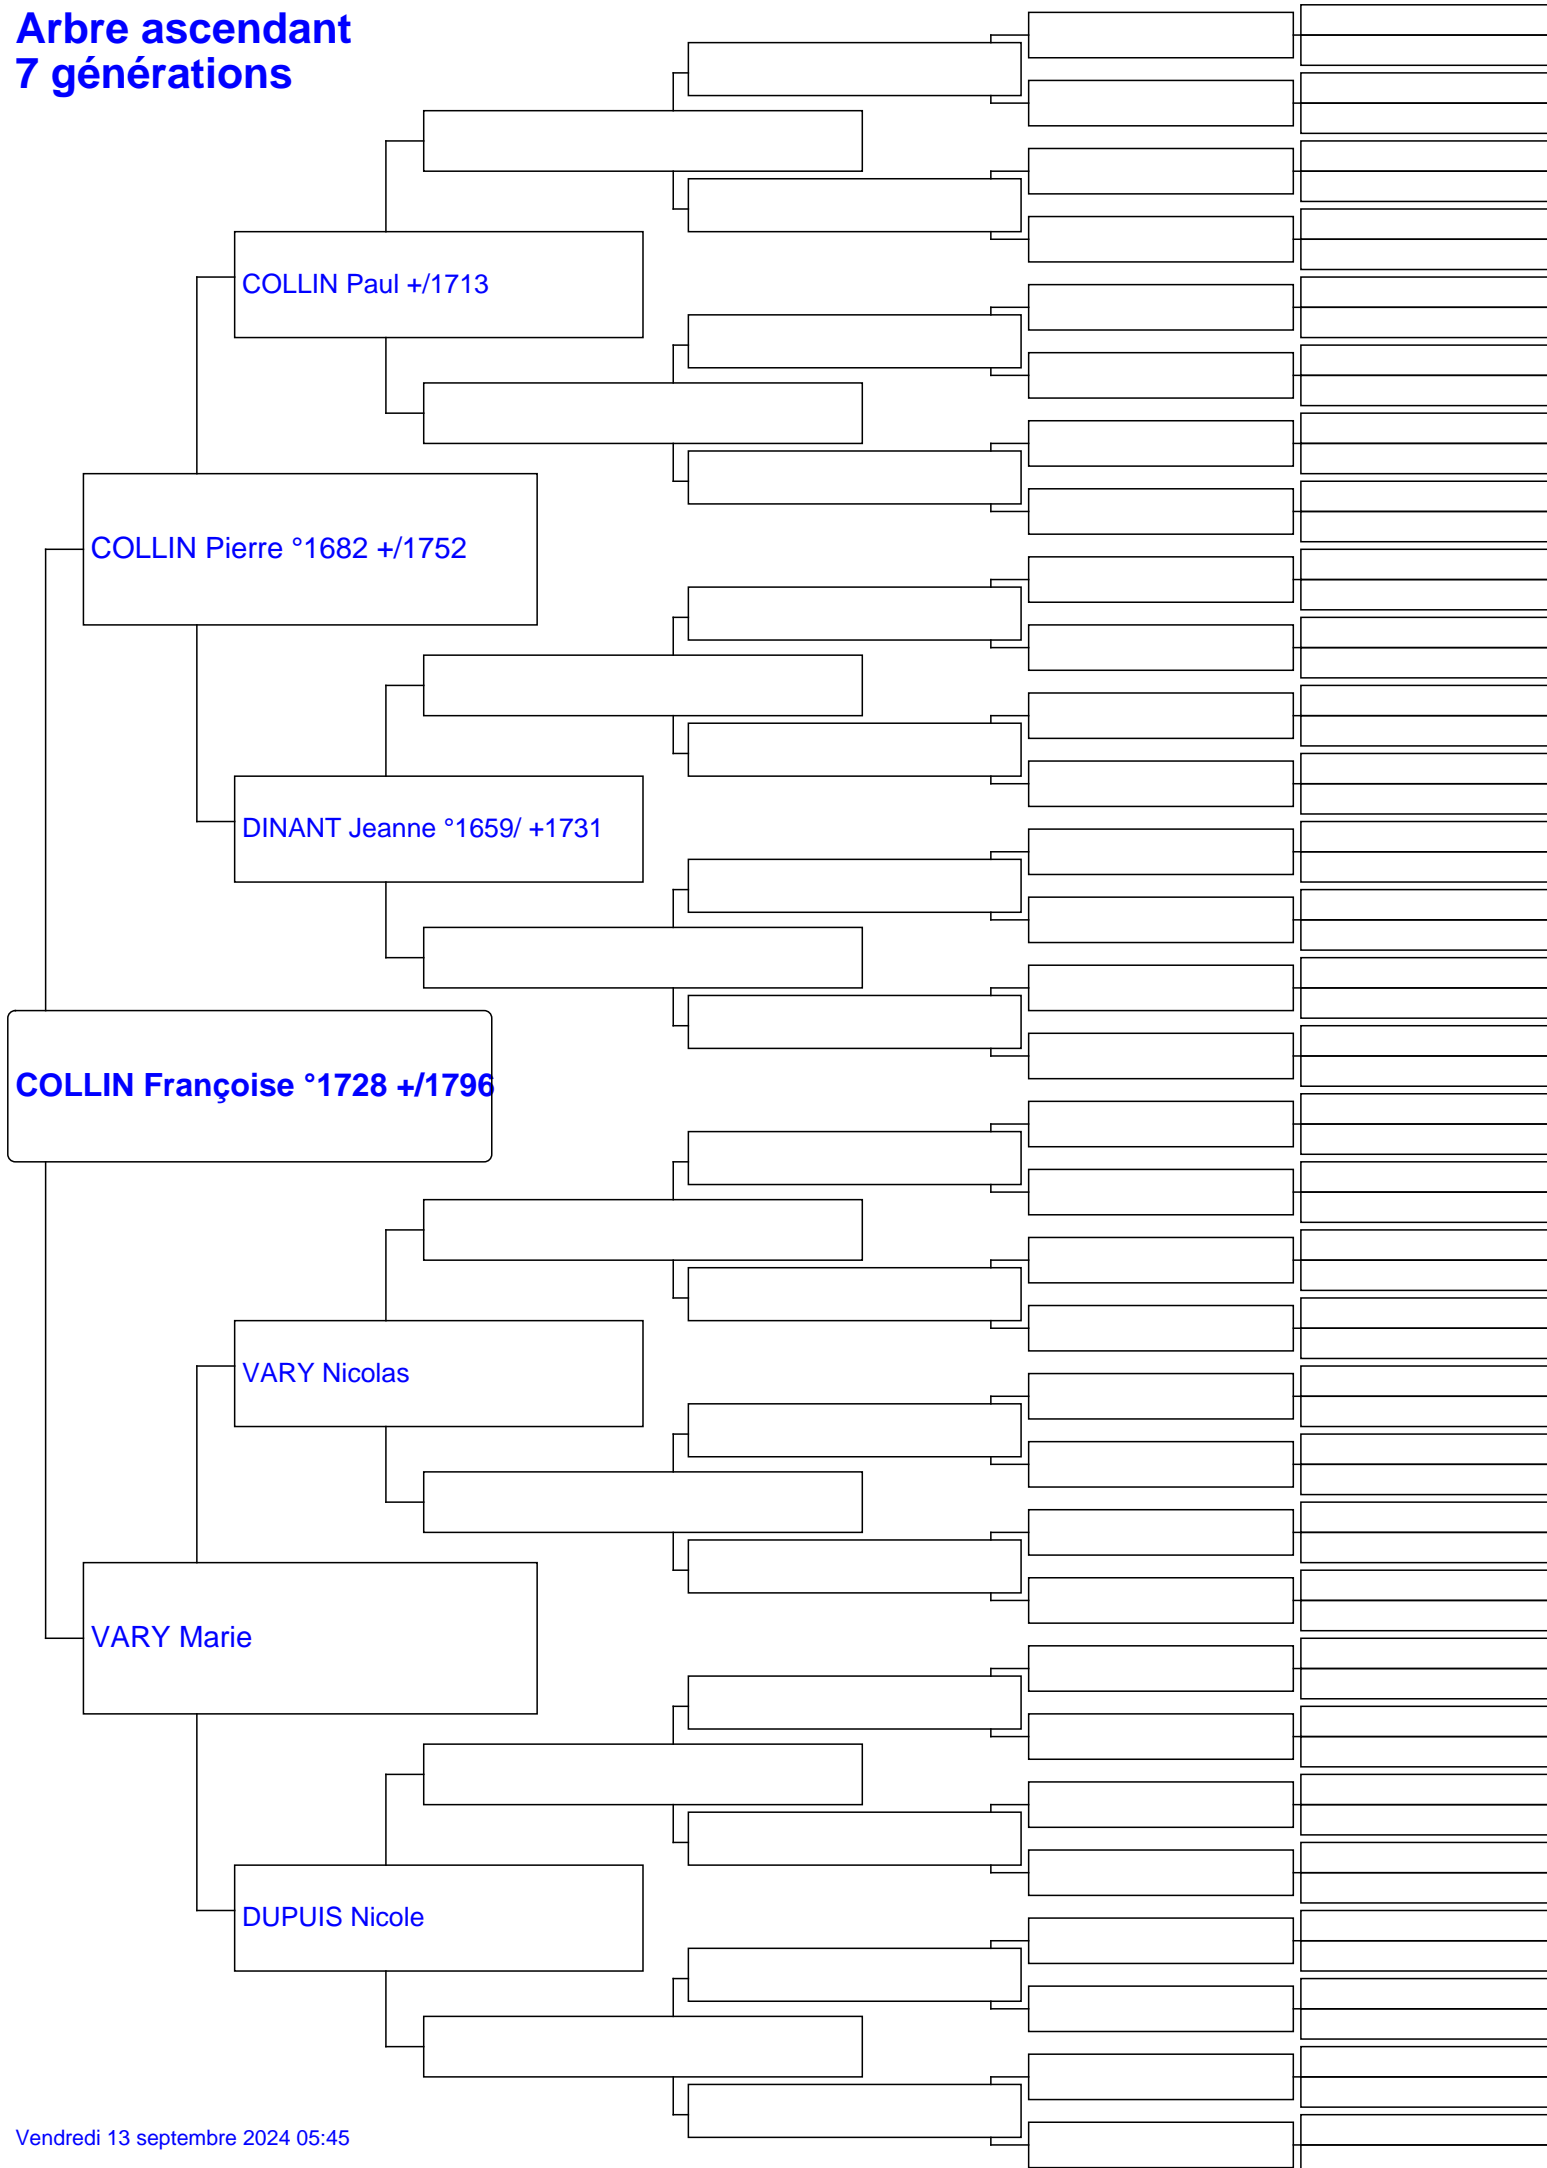 Arbre ascendant
7 générations
COLLIN Paul +/1713
COLLIN Pierre °1682 +/1752
DINANT Jeanne °1659/ +1731
COLLIN Françoise °1728 +/1796
VARY Nicolas
VARY Marie
DUPUIS Nicole
Vendredi 13 septembre 2024 05:45